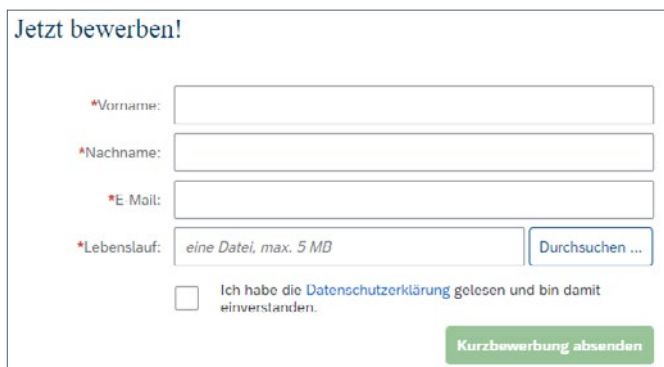 Jetzt bewerben!
*Vorname:
*Nachname:
*E-Mail:
*Lebenslauf: eine Datei, max. 5 MB Durchsuchen ...
Ich habe die Datenschutzerklärung gelesen und bin damit
einverstanden.
Kurzbewerbung absenden